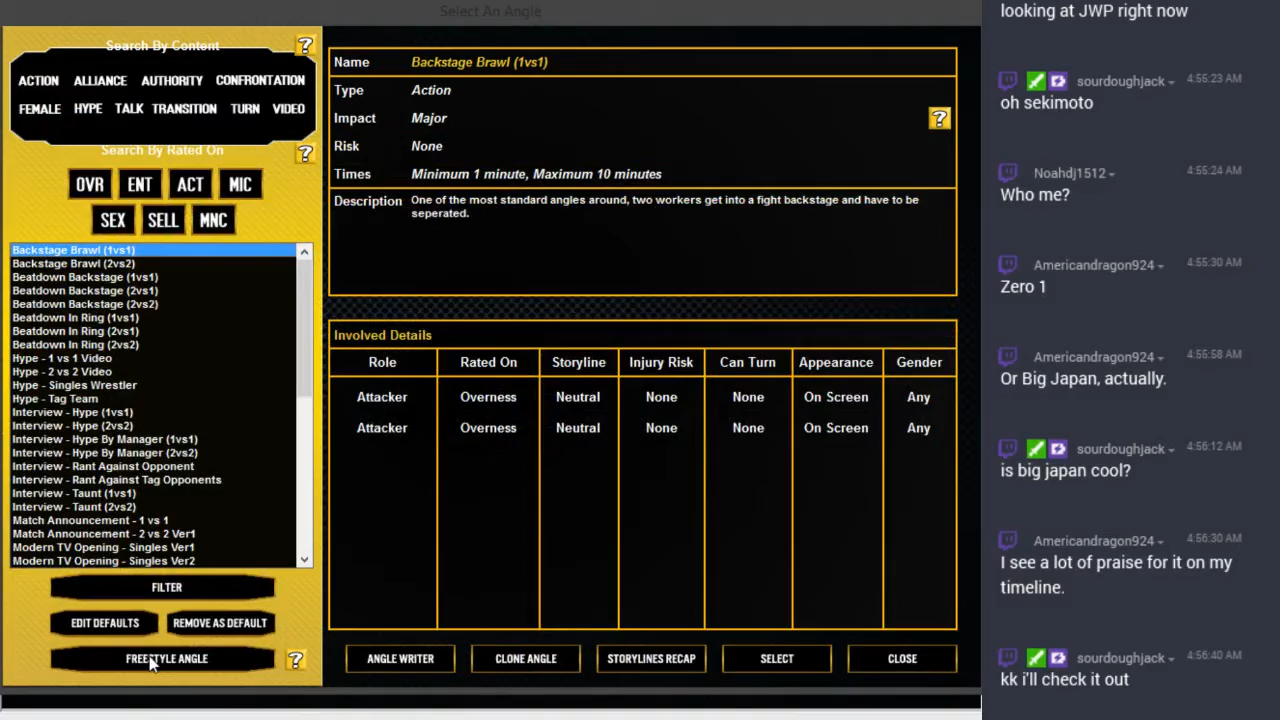 Select An Angle
Search By Content
?
ACTION ALLIANCE AUTHORITY CONFRONTATION
FEMALE HYPE TALK TRANSITION TURN VIDEO
Search By Rated On
?
OVR ENT ACT MIC
SEX SELL MNC
Backstage Brawl (1vs1)
Backstage Brawl (2vs2)
Beatdown Backstage (1vs1)
Beatdown Backstage (2vs1)
Beatdown Backstage (2vs2)
Beatdown In Ring (1vs1)
Beatdown In Ring (2vs1)
Beatdown In Ring (2vs2)
Hype - 1 vs 1 Video
Hype - 2 vs 2 Video
Hype - Singles Wrestler
Hype - Tag Team
Interview - Hype (1vs1)
Interview - Hype (2vs2)
Interview - Hype By Manager (1vs1)
Interview - Hype By Manager (2vs2)
Interview - Rant Against Opponent
Interview - Rant Against Tag Opponents
Interview - Taunt (1vs1)
Interview - Taunt (2vs2)
Match Announcement - 1 vs 1
Match Announcement - 2 vs 2 Ver1
Modern TV Opening - Singles Ver1
Modern TV Opening - Singles Ver2
FILTER
EDIT DEFAULTS REMOVE AS DEFAULT
FREESTYLE ANGLE ?
Name Backstage Brawl (1vs1)
Type Action
Impact Major ?
Risk None
Times Minimum 1 minute, Maximum 10 minutes
Description One of the most standard angles around, two workers get into a fight backstage and have to be
seperated.
Involved Details
Role Rated On Storyline Injury Risk Can Turn Appearance Gender
Attacker Overness Neutral None None On Screen Any
Attacker Overness Neutral None None On Screen Any
ANGLE WRITER CLONE ANGLE STORYLINES RECAP SELECT CLOSE
looking at JWP right now
sourdoughjack 4:55:23 AM
oh sekimoto
Noahdj1512 4:55:24 AM
Who me?
Americandragon924 4:55:30 AM
Zero 1
Americandragon924 4:55:58 AM
Or Big Japan, actually.
sourdoughjack 4:56:12 AM
is big japan cool?
Americandragon924 4:56:30 AM
I see a lot of praise for it on my
timeline.
sourdoughjack 4:56:40 AM
kk i'll check it out